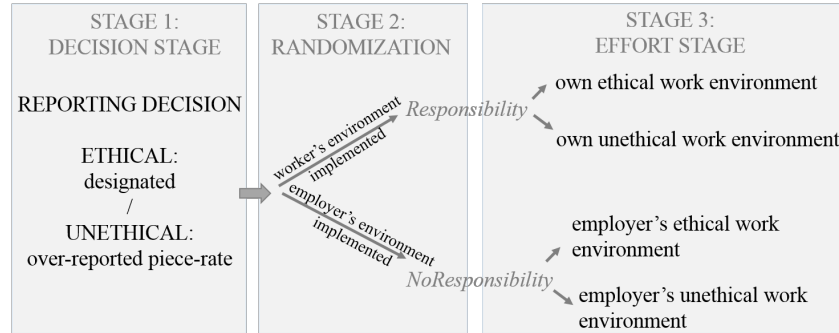 STAGE 1:
DECISION STAGE
REPORTING DECISION
ETHICAL:
designated
/
UNETHICAL:
over-reported piece-rate
STAGE 2:
RANDOMIZATION
worker's environment
implemented
employer's environment
implemented
Responsibility
NoResponsibility
STAGE 3:
EFFORT STAGE
own ethical work environment
own unethical work environment
employer's ethical work
environment
employer's unethical work
environment